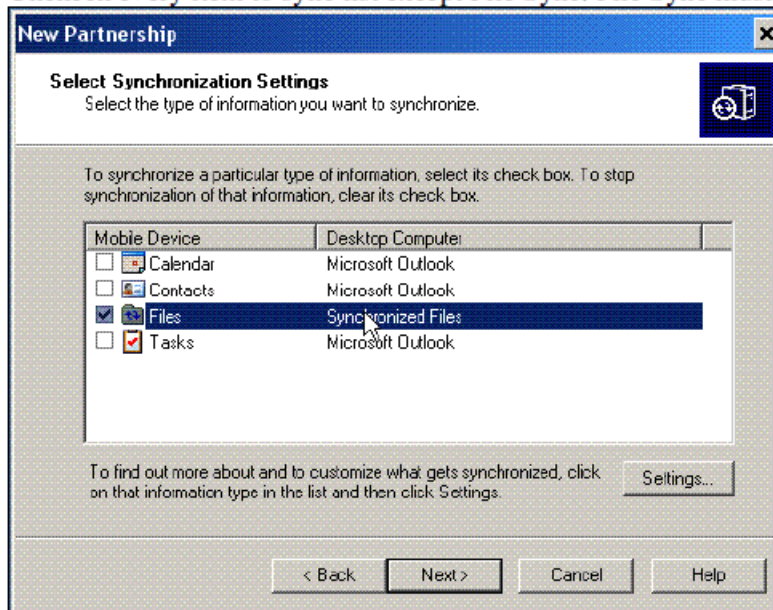 New Partnership
Select Synchronization Settings
Select the type of information you want to synchronize.
To synchronize a particular type of information, select its check box. To stop
synchronization of that information, clear its check box.
Mobile Device Desktop Computer
Calendar Microsoft Outlook
Contacts Microsoft Outlook
Files Synchronized Files
Tasks Microsoft Outlook
To find out more about and to customize what gets synchronized, click
on that information type in the list and then click Settings.
Settings...
< Back Next > Cancel Help